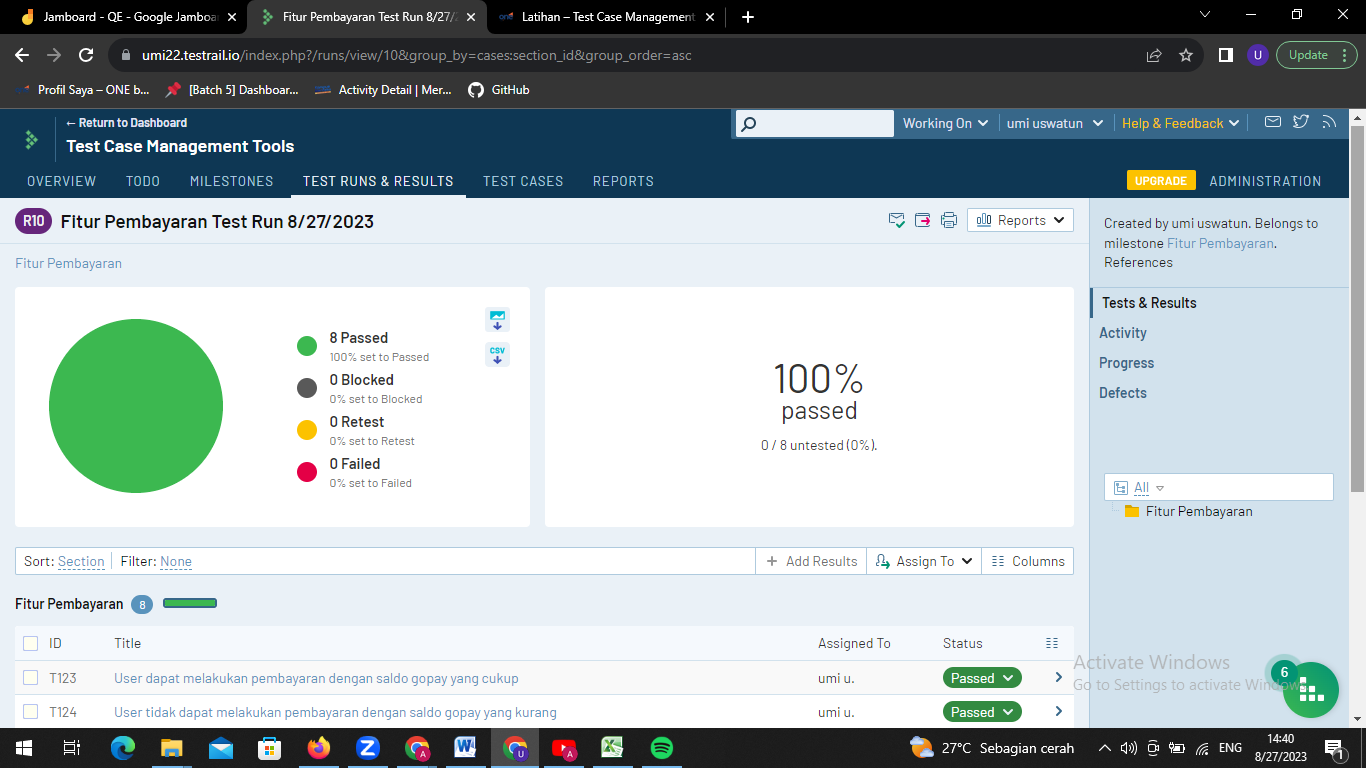 Jamboard - QE - Google Jamboa
Fitur Pembayaran Test Run 8/27/
Latihan – Test Case Management
umi22.testrail.io/index.php?/runs/view/10&group_by=cases:section_id&group_order=asc
U
Update
Profil Saya – ONE b...
[Batch 5] Dashboar...
Activity Detail | Mer...
GitHub
← Return to Dashboard
Test Case Management Tools
Working On
umi uswatun
Help & Feedback
OVERVIEW
TODO
MILESTONES
TEST RUNS & RESULTS
TEST CASES
REPORTS
UPGRADE
ADMINISTRATION
R10
Fitur Pembayaran Test Run 8/27/2023
Reports
Fitur Pembayaran
8 Passed
100% set to Passed
0 Blocked
0% set to Blocked
0 Retest
0% set to Retest
0 Failed
0% set to Failed
CSV
100%
passed
0 / 8 untested (0%).
Created by umi uswatun. Belongs to
milestone Fitur Pembayaran.
References
Tests & Results
Activity
Progress
Defects
All
Fitur Pembayaran
Sort: Section
Filter: None
+ Add Results
Assign To
Columns
Fitur Pembayaran 8
ID
Title
Assigned To
Status
T123
User dapat melakukan pembayaran dengan saldo gopay yang cukup
umi u.
Passed
T124
User tidak dapat melakukan pembayaran dengan saldo gopay yang kurang
umi u.
Passed
Activate Windows
Go to Settings to activate Windows
6
27°C Sebagian cerah
ENG
14:40
8/27/2023
1